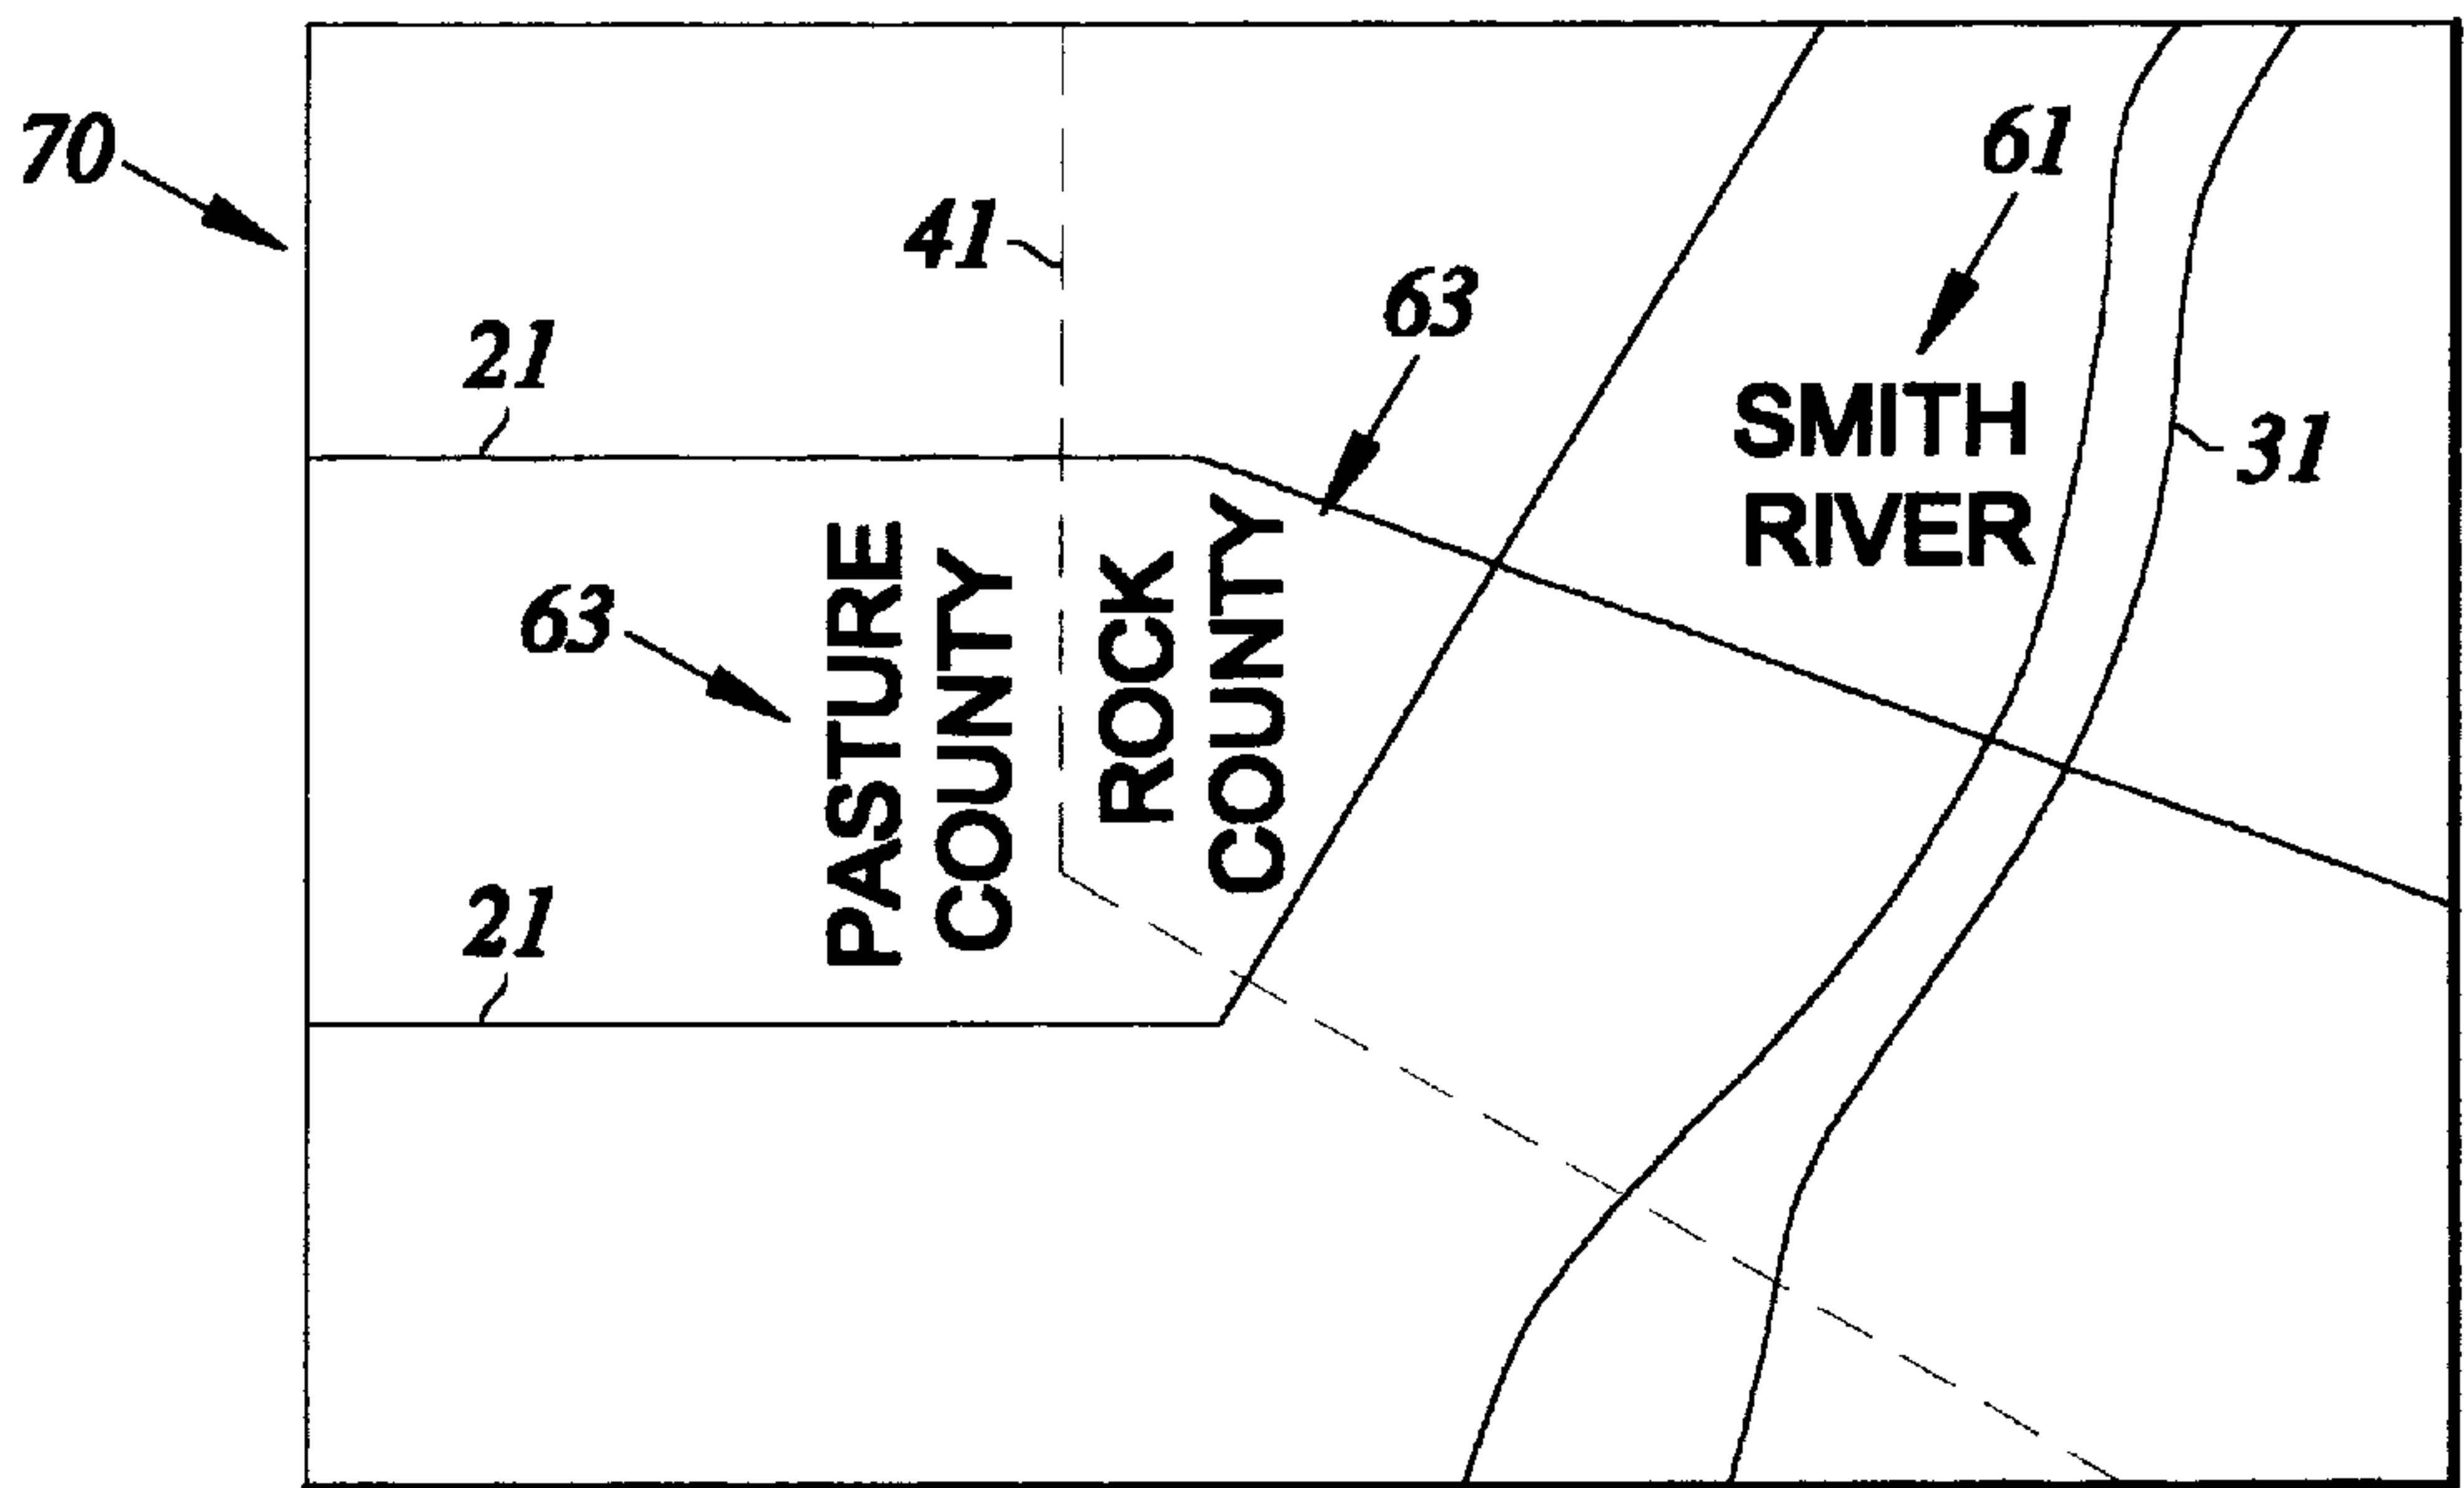 70
61
41
63
21
SMITH
RIVER
31
63
PASTURE
COUNTY
ROCK
COUNTY
21